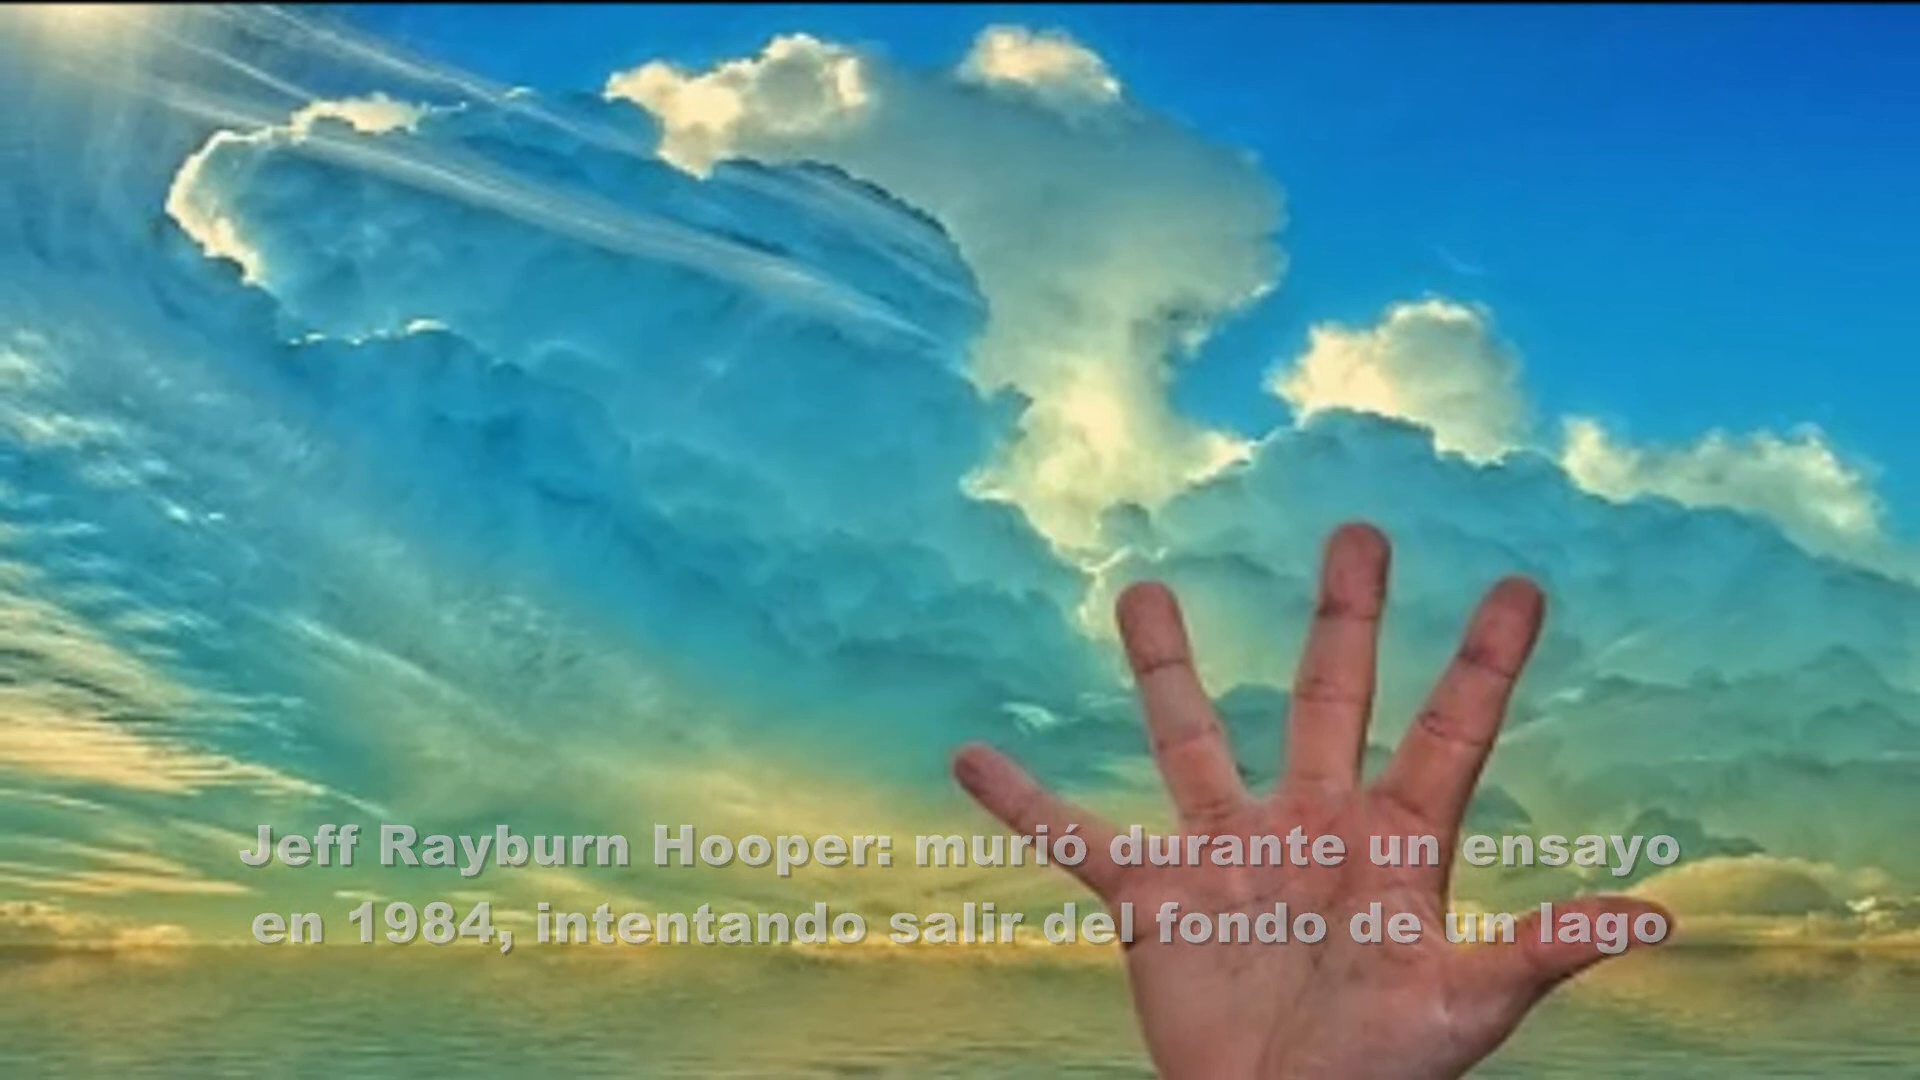 Jeff Rayburn Hooper: murió durante un ensayo
en 1984, intentando salir del fondo de un lago